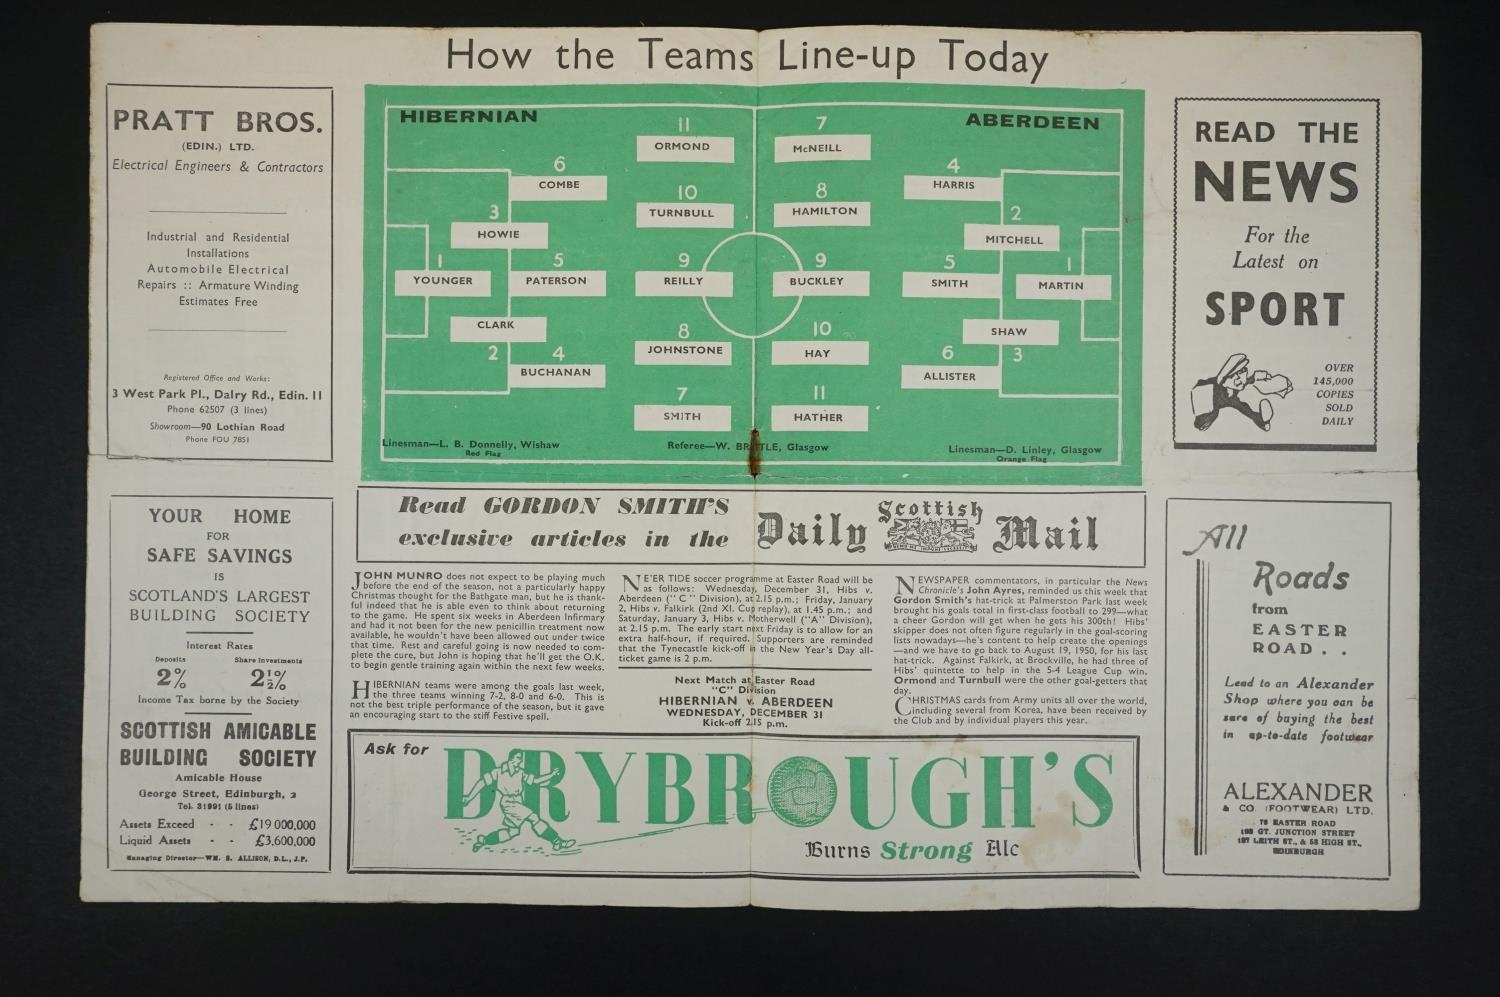 How the Teams Line-up Today
PRATT BROS.
(EDIN.) LTD.
Electrical Engineers & Contractors
Industrial and Residential
Installations
Automobile Electrical
Repairs :: Armature Winding
Estimates Free
Registered Office and Works:
3 West Park Pl., Dalry Rd., Edin. 11
Phone 62507 (3 lines)
Showroom—90 Lothian Road
Phone FOU 7851
HIBERNIAN
ABERDEEN
11
ORMOND
7
McNEILL
6
COMBE
4
HARRIS
10
TURNBULL
8
HAMILTON
3
HOWIE
2
MITCHELL
1
YOUNGER
5
PATERSON
9
REILLY
9
BUCKLEY
5
SMITH
1
MARTIN
CLARK
2
8
JOHNSTONE
10
HAY
SHAW
3
4
BUCHANAN
6
ALLISTER
7
SMITH
11
HATHER
Linesman—L. B. Donnelly, Wishaw
Red Flag
Referee—W. BRITTLE, Glasgow
Linesman—D. Linley, Glasgow
Orange Flag
READ THE
NEWS
For the
Latest on
SPORT
OVER
145,000
COPIES
SOLD
DAILY
Read GORDON SMITH'S
exclusive articles in the
Scottish
Daily Mail
YOUR HOME
FOR
SAFE SAVINGS
IS
SCOTLAND'S LARGEST
BUILDING SOCIETY
Interest Rates
Deposits Share Investments
2% 2½%
Income Tax borne by the Society
SCOTTISH AMICABLE
BUILDING SOCIETY
Amicable House
George Street, Edinburgh, 2
Tel. 31991 (5 lines)
Assets Exceed - - £19 000,000
Liquid Assets - - £3,600,000
Managing Director—WM. S. ALLISON, D.L., J.P.
JOHN MUNRO does not expect to be playing much
before the end of the season, not a particularly happy
Christmas thought for the Bathgate man, but he is thank-
ful indeed that he is able even to think about returning
to the game. He spent six weeks in Aberdeen Infirmary
and had it not been for the new penicillin treatment now
available, he wouldn't have been allowed out under twice
that time. Rest and careful going is now needed to com-
plete the cure, but John is hoping that he'll get the O.K.
to begin gentle training again within the next few weeks.
HIBERNIAN teams were among the goals last week,
the three teams winning 7-2, 8-0 and 6-0. This is
not the best triple performance of the season, but it gave
an encouraging start to the stiff Festive spell.
NE'ER TIDE soccer programme at Easter Road will be
as follows: Wednesday, December 31, Hibs v.
Aberdeen ("C" Division), at 2.15 p.m.; Friday, January
2, Hibs v. Falkirk (2nd XI. Cup replay), at 1.45 p.m.; and
Saturday, January 3, Hibs v. Motherwell ("A" Division),
at 2.15 p.m. The early start next Friday is to allow for an
extra half-hour, if required. Supporters are reminded
that the Tynecastle kick-off in the New Year's Day all-
ticket game is 2 p.m.
Next Match at Easter Road
"C" Division
HIBERNIAN v. ABERDEEN
WEDNESDAY, DECEMBER 31
Kick-off 2.15 p.m.
NEWSPAPER commentators, in particular the News
Chronicle's John Ayres, reminded us this week that
Gordon Smith's hat-trick at Palmerston Park last week
brought his goals total in first-class football to 299—what
a cheer Gordon will get when he gets his 300th! Hibs'
skipper does not often figure regularly in the goal-scoring
lists nowadays—he's content to help create the openings
—and we have to go back to August 19, 1950, for his last
hat-trick. Against Falkirk, at Brockville, he had three of
Hibs' quintette to help in the 5-4 League Cup win.
Ormond and Turnbull were the other goal-getters that
day.
CHRISTMAS cards from Army units all over the world,
including several from Korea, have been received by
the Club and by individual players this year.
Ask for
DRYBROUGH'S
Burns Strong Ale
All
Roads
from
EASTER
ROAD . .
Lead to an Alexander
Shop where you can be
sure of buying the best
in up-to-date footwear
ALEXANDER
& CO. (FOOTWEAR) LTD.
76 EASTER ROAD
GT. JUNCTION STREET
LEITH ST., & 58 HIGH ST.,
EDINBURGH